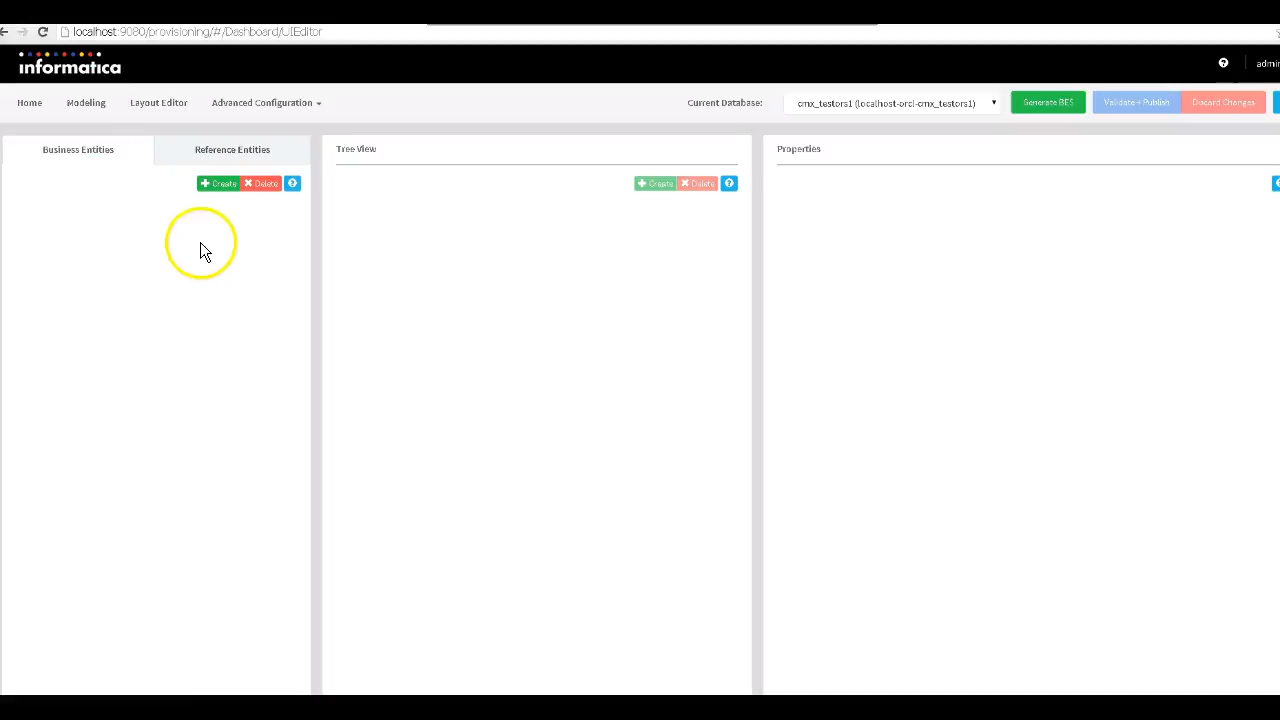 localhost:9080/provisioning/#/Dashboard/UIEditor
informatica
admin
Home Modeling Layout Editor Advanced Configuration Current Database: cmx_testors1 (localhost-orcl-cmx_testors1) Generate BES Validate + Publish Discard Changes
Business Entities Reference Entities Tree View Properties
Create Delete Create Delete